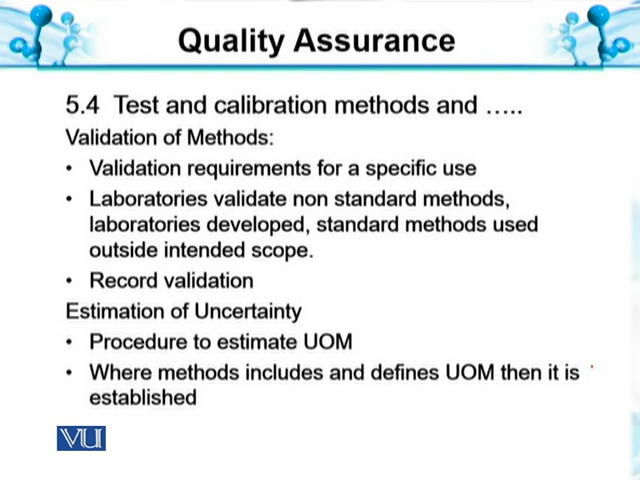 Quality Assurance
5.4 Test and calibration methods and …..
Validation of Methods:
• Validation requirements for a specific use
• Laboratories validate non standard methods,
laboratories developed, standard methods used
outside intended scope.
• Record validation
Estimation of Uncertainty
• Procedure to estimate UOM
• Where methods includes and defines UOM then it is
established
VU